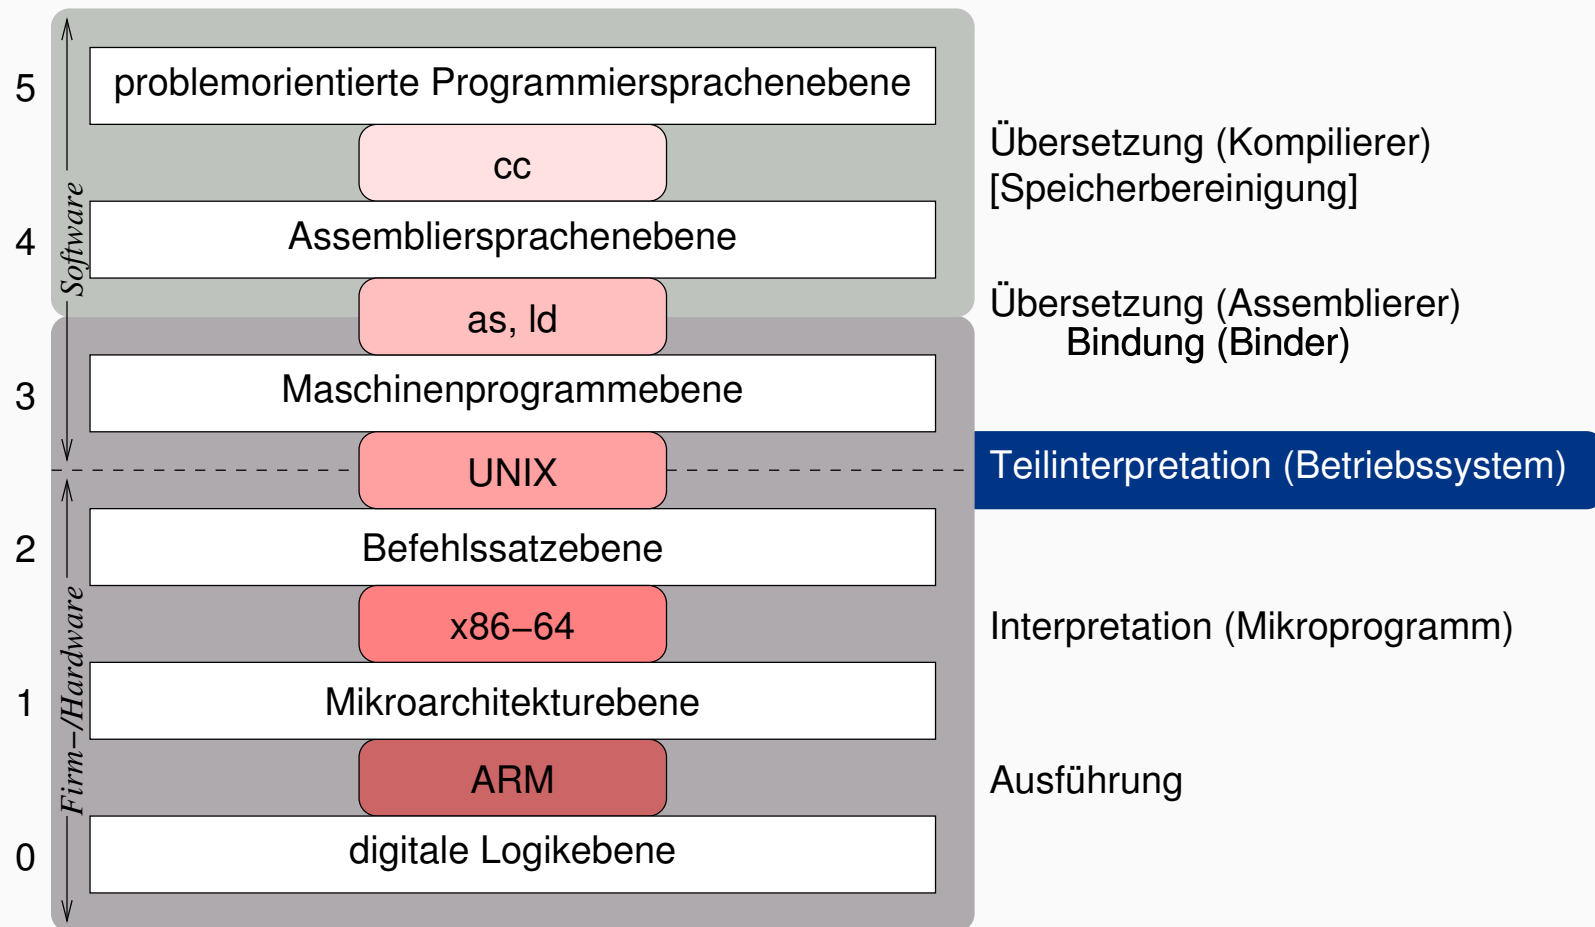 5
problemorientierte Programmiersprachenebene
cc
Übersetzung (Kompilierer)
[Speicherbereinigung]
Software
4
Assembliersprachenebene
as, ld
Übersetzung (Assemblierer)
Bindung (Binder)
3
Maschinenprogrammebene
UNIX
Teilinterpretation (Betriebssystem)
2
Befehlssatzebene
x86–64
Interpretation (Mikroprogramm)
Firm–/Hardware
1
Mikroarchitekturebene
ARM
Ausführung
0
digitale Logikebene